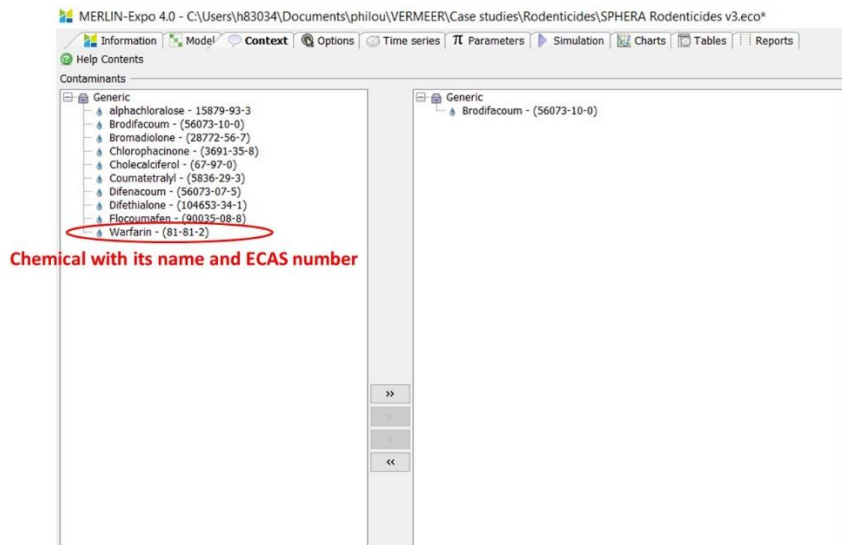 MERLIN-Expo 4.0 - C:\Users\h83034\Documents\philou\VERMEER\Case studies\Rodenticides\SPHERA Rodenticides v3.eco*
Information Model Context Options Time series π Parameters Simulation Charts Tables Reports
Help Contents
Contaminants
Generic
alphachloralose - 15879-93-3
Brodifacoum - (56073-10-0)
Bromadiolone - (28772-56-7)
Chlorophacinone - (3691-35-8)
Cholecalciferol - (67-97-0)
Coumatetralyl - (5836-29-3)
Difenacoum - (56073-07-5)
Difethialone - (104653-34-1)
Flocoumafen - (90035-08-8)
Warfarin - (81-81-2)
Chemical with its name and ECAS number
Generic
Brodifacoum - (56073-10-0)
>>
>
<
<<